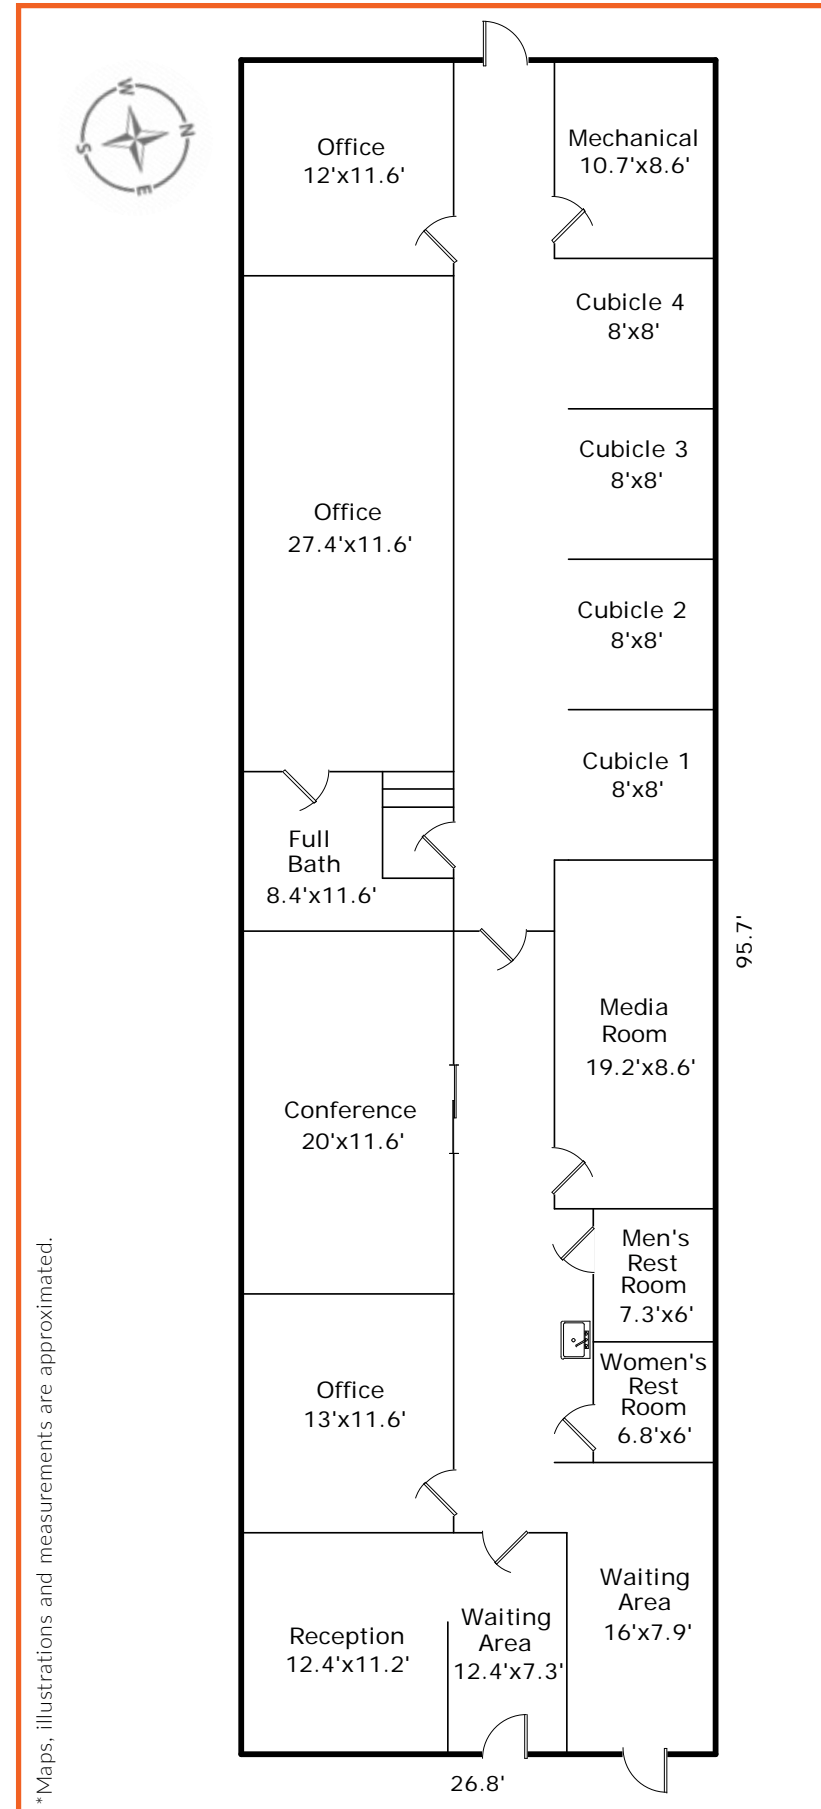 W
N
S
E
Office
12'x11.6'
Mechanical
10.7'x8.6'
Cubicle 4
8'x8'
Cubicle 3
8'x8'
Office
27.4'x11.6'
Cubicle 2
8'x8'
Cubicle 1
8'x8'
Full
Bath
8.4'x11.6'
95.7'
Media
Room
19.2'x8.6'
Conference
20'x11.6'
Men's
Rest
Room
7.3'x6'
Women's
Rest
Room
6.8'x6'
Office
13'x11.6'
Waiting
Area
16'x7.9'
Reception
12.4'x11.2'
Waiting
Area
12.4'x7.3'
26.8'
*Maps, illustrations and measurements are approximated.